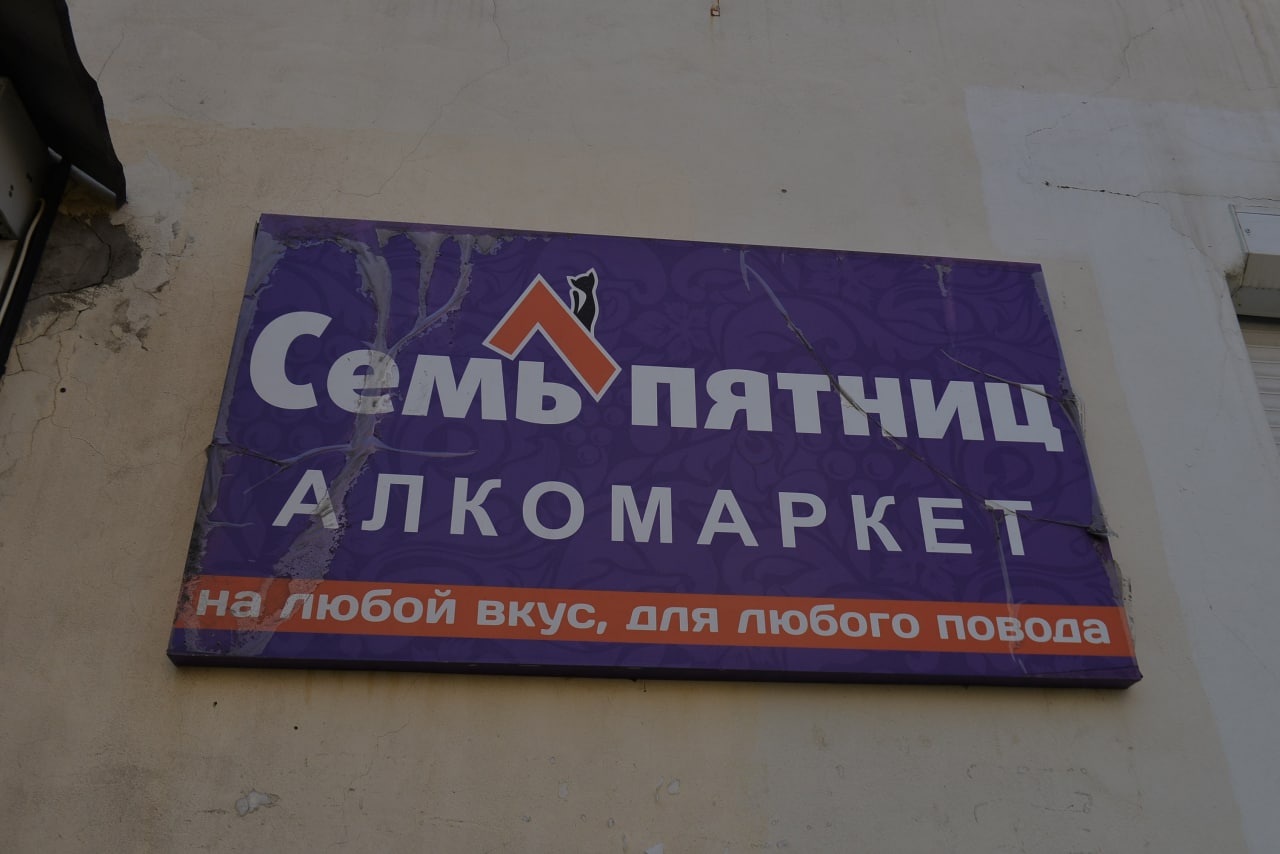 Семь пятниц
АЛКОМАРКЕТ
на любой вкус, для любого повода